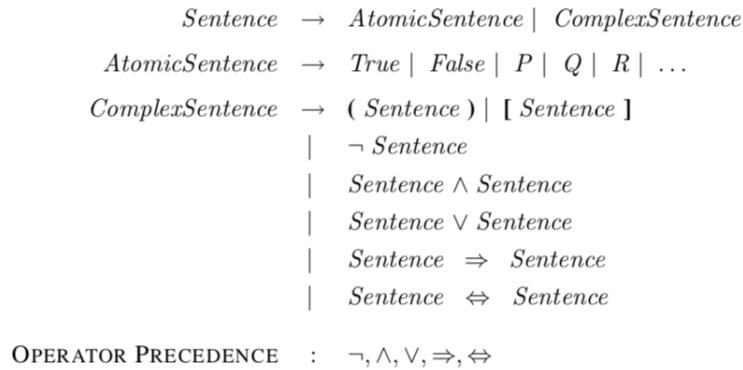 Sentence → AtomicSentence | ComplexSentence
AtomicSentence → True | False | P | Q | R | ...
ComplexSentence → ( Sentence ) | [ Sentence ]
| ¬ Sentence
| Sentence ∧ Sentence
| Sentence ∨ Sentence
| Sentence ⇒ Sentence
| Sentence ⇔ Sentence
OPERATOR PRECEDENCE : ¬, ∧, ∨, ⇒, ⇔